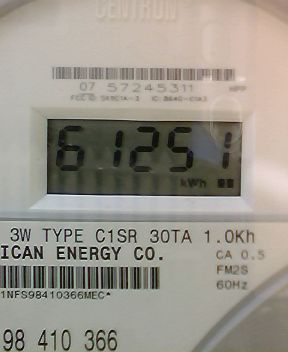 CENTRON
07 57245311
61251
kWh
3W TYPE C1SR 30TA 1.0Kh
ICAN ENERGY CO.
CA 0.5
FM2S
60Hz
1NFS98410366MEC*
98 410 366